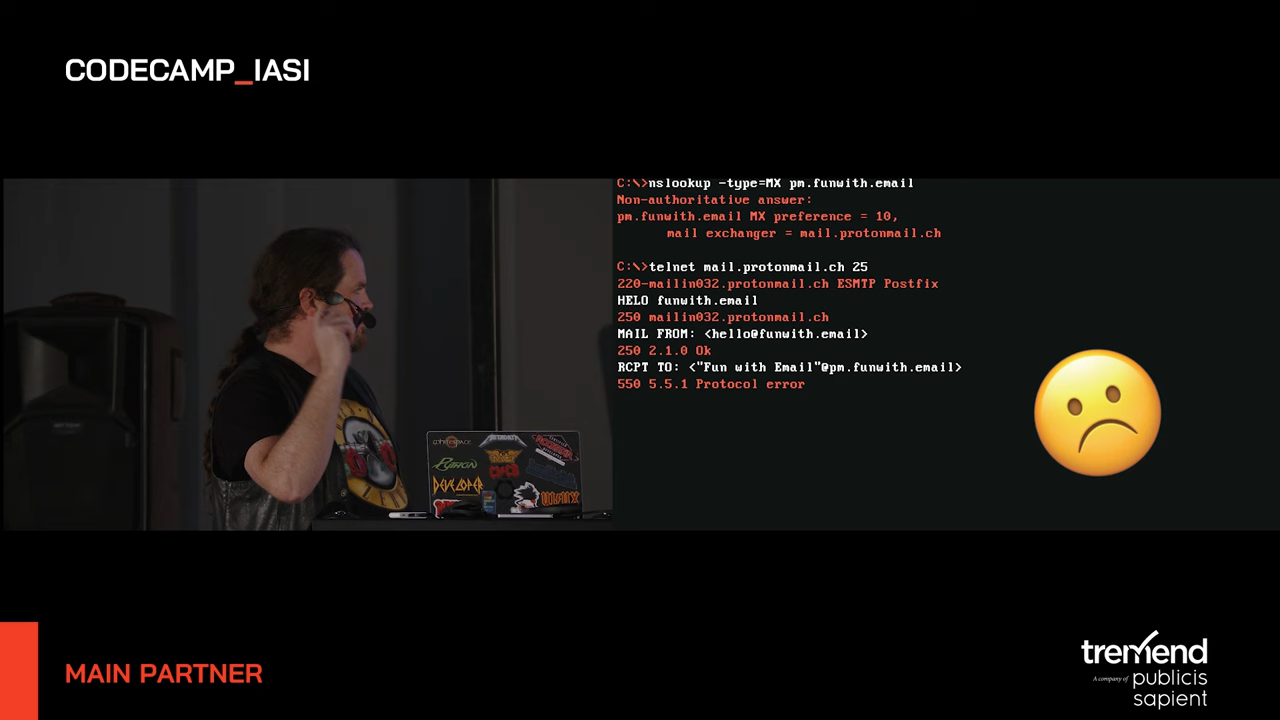 CODECAMP_IASI
C:\>nslookup -type=MX pm.funwith.email
Non-authoritative answer:
pm.funwith.email MX preference = 10,
mail exchanger = mail.protonmail.ch
C:\>telnet mail.protonmail.ch 25
220-mailin032.protonmail.ch ESMTP Postfix
HELO funwith.email
250 mailin032.protonmail.ch
MAIL FROM: <hello@funwith.email>
250 2.1.0 Ok
RCPT TO: <"Fun with Email"@pm.funwith.email>
550 5.5.1 Protocol error
PYTHON
DEVELOPER
MAIN PARTNER
tremend
A company of publicis
sapient